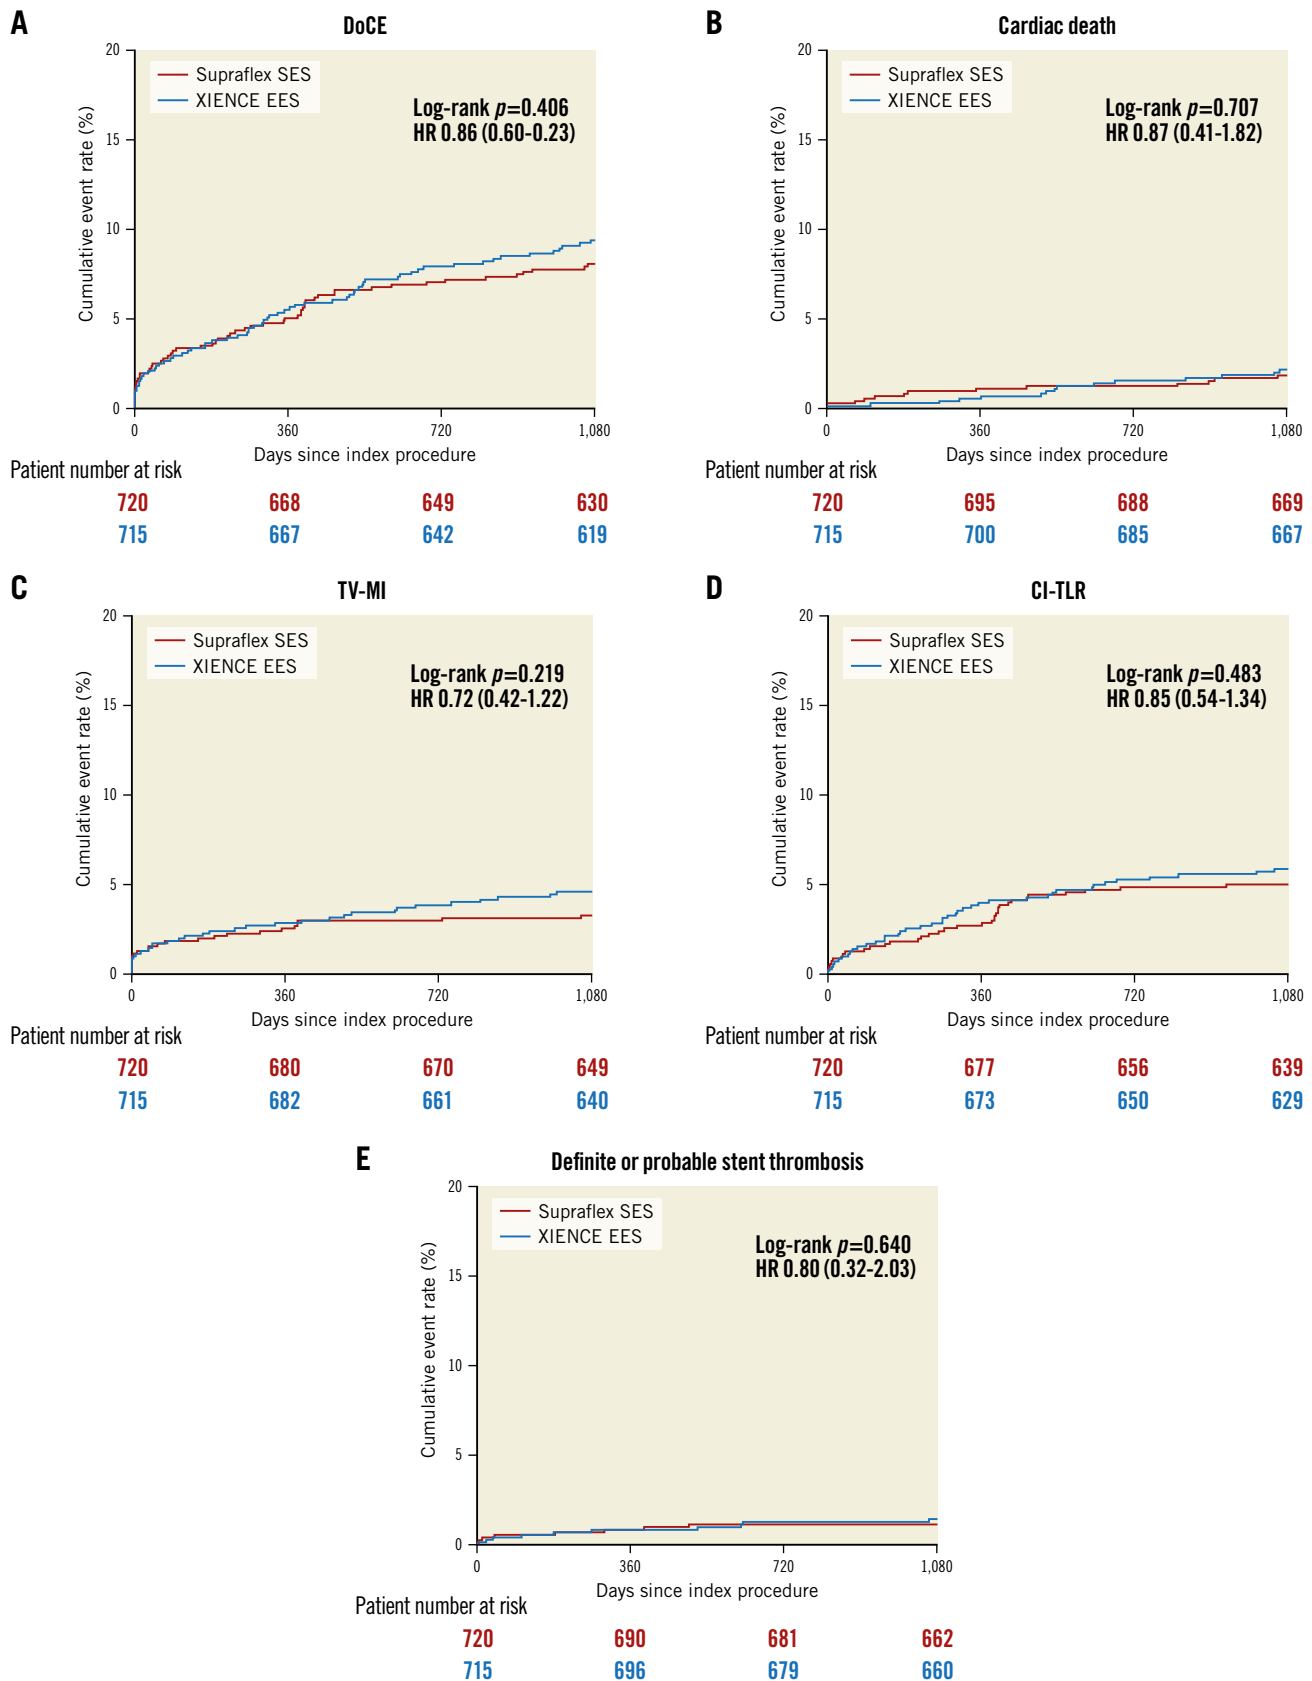 A
DoCE
20
15
10
5
0
Cumulative event rate (%)
Supraflex SES
XIENCE EES
Log-rank p=0.406
HR 0.86 (0.60-0.23)
0 360 720 1,080
Days since index procedure
Patient number at risk
720 668 649 630
715 667 642 619
B
Cardiac death
20
15
10
5
0
Cumulative event rate (%)
Supraflex SES
XIENCE EES
Log-rank p=0.707
HR 0.87 (0.41-1.82)
0 360 720 1,080
Days since index procedure
Patient number at risk
720 695 688 669
715 700 685 667
C
TV-MI
20
15
10
5
0
Cumulative event rate (%)
Supraflex SES
XIENCE EES
Log-rank p=0.219
HR 0.72 (0.42-1.22)
0 360 720 1,080
Days since index procedure
Patient number at risk
720 680 670 649
715 682 661 640
D
CI-TLR
20
15
10
5
0
Cumulative event rate (%)
Supraflex SES
XIENCE EES
Log-rank p=0.483
HR 0.85 (0.54-1.34)
0 360 720 1,080
Days since index procedure
Patient number at risk
720 677 656 639
715 673 650 629
E
Definite or probable stent thrombosis
20
15
10
5
0
Cumulative event rate (%)
Supraflex SES
XIENCE EES
Log-rank p=0.640
HR 0.80 (0.32-2.03)
0 360 720 1,080
Days since index procedure
Patient number at risk
720 690 681 662
715 696 679 660